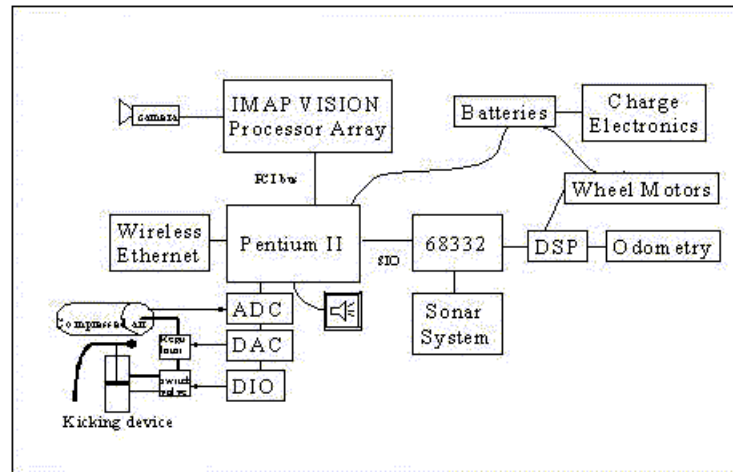 IMAP VISION
Processor Array
camera
Batteries
Charge
Electronics
PCI bus
Wheel Motors
Wireless
Ethernet
Pentium II
SIO
68332
DSP
Odometry
ADC
Sonar
System
Compressed air
DAC
DIO
valve
Kicking device